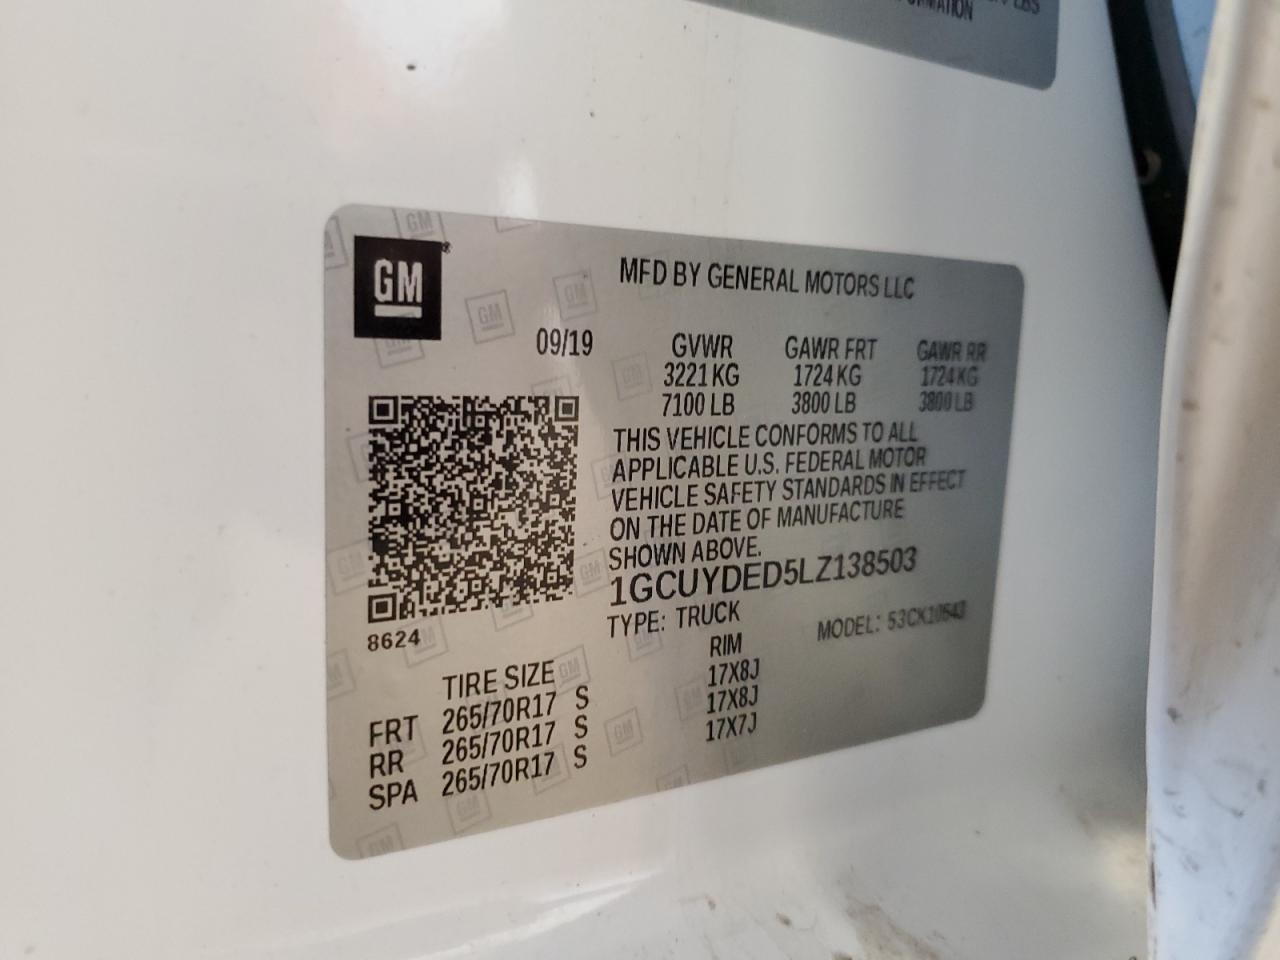 FORMATION
GM
MFD BY GENERAL MOTORS LLC
09/19
GVWR GAWR FRT GAWR RR
3221 KG 1724 KG 1724 KG
7100 LB 3800 LB 3800 LB
THIS VEHICLE CONFORMS TO ALL
APPLICABLE U.S. FEDERAL MOTOR
VEHICLE SAFETY STANDARDS IN EFFECT
ON THE DATE OF MANUFACTURE
SHOWN ABOVE.
1GCUYDED5LZ138503
TYPE: TRUCK MODEL:
8624
TIRE SIZE RIM
FRT 265/70R17 S 17X8J
RR 265/70R17 S 17X8J
SPA 265/70R17 S 17X7J